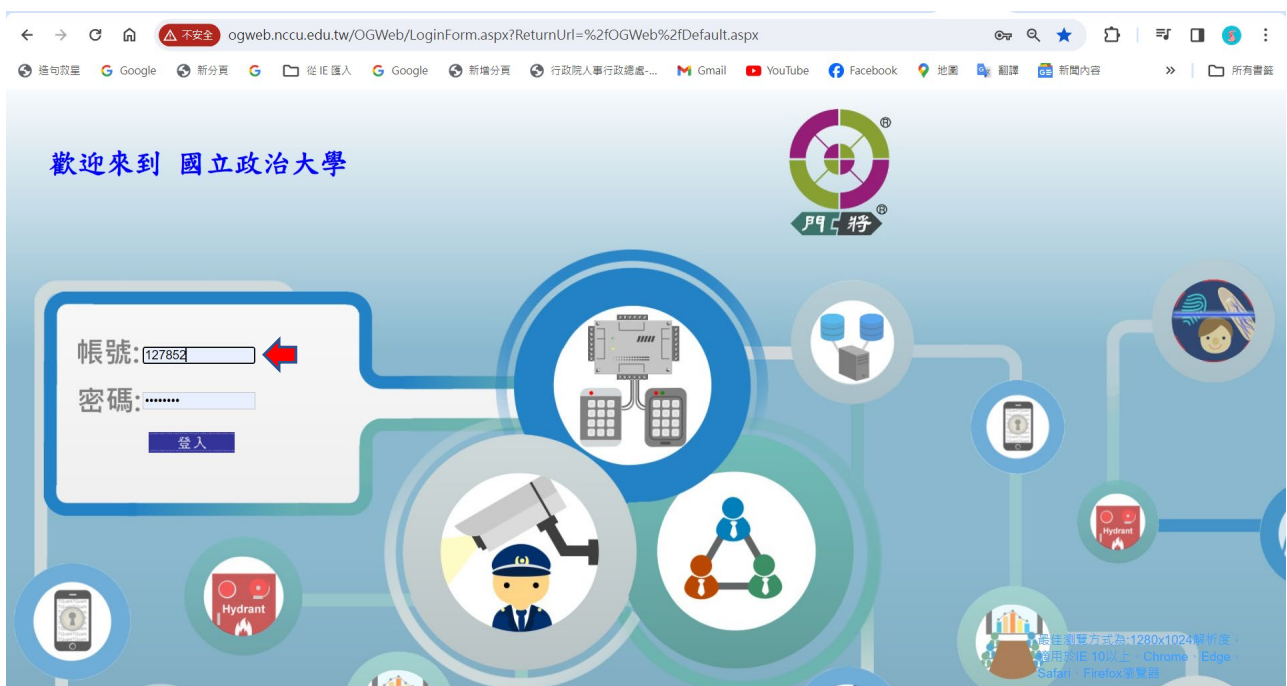 不安全 ogweb.nccu.edu.tw/OGWeb/LoginForm.aspx?ReturnUrl=%2fOGWeb%2fDefault.aspx
造句救星 Google 新分頁 從 IE 匯入 Google 新增分頁 行政院人事行政總處-... Gmail YouTube Facebook 地圖 翻譯 新聞內容 » 所有書籤
歡迎來到 國立政治大學
門將
帳號: 127852
密碼: ••••••••
登入
Hydrant
Hydrant
最佳瀏覽方式為:1280x1024解析度,
適用於IE 10以上、Chrome、Edge、
Safari、Firefox瀏覽器